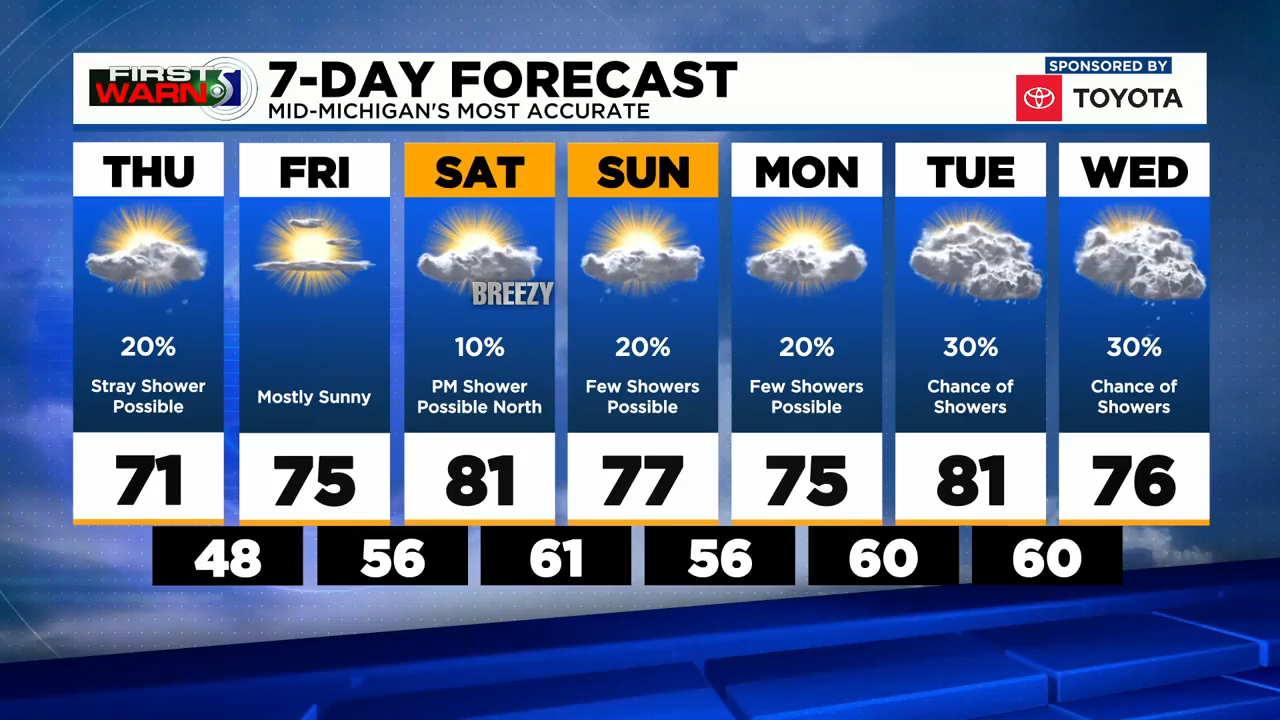 FIRST
WARN 5
7-DAY FORECAST
MID-MICHIGAN'S MOST ACCURATE
SPONSORED BY
TOYOTA
THU
FRI
SAT
SUN
MON
TUE
WED
BREEZY
20%
10%
20%
20%
30%
30%
Stray Shower
Possible
Mostly Sunny
PM Shower
Possible North
Few Showers
Possible
Few Showers
Possible
Chance of
Showers
Chance of
Showers
71
75
81
77
75
81
76
48
56
61
56
60
60